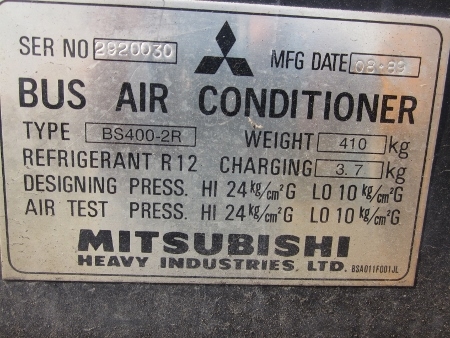 SER NO 2920030 MFG DATE 08-89
BUS AIR CONDITIONER
TYPE BS400-2R WEIGHT 410 kg
REFRIGERANT R12 CHARGING 3.7 kg
DESIGNING PRESS. HI 24 kg/cm²G LO 10 kg/cm²G
AIR TEST PRESS. HI 24 kg/cm²G LO 10 kg/cm²G
MITSUBISHI
HEAVY INDUSTRIES, LTD. BSA011F001JL